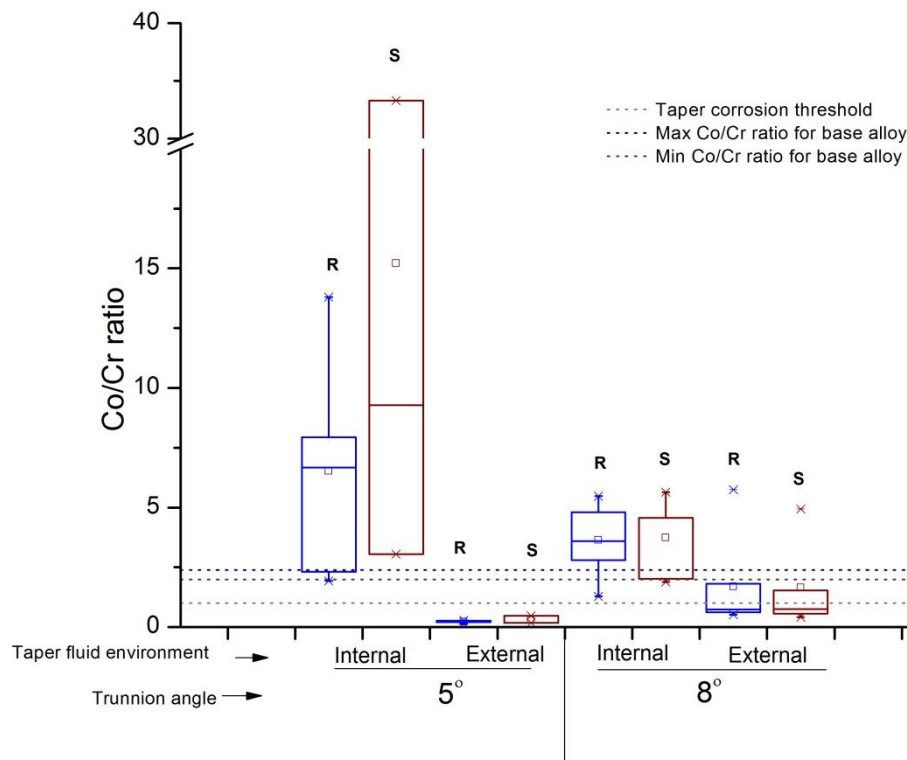 40
S
Taper corrosion threshold
Max Co/Cr ratio for base alloy
30
Min Co/Cr ratio for base alloy
R
15
Co/Cr ratio
10
R
S
R
S
5
R
S
0
Taper fluid environment
Internal
External
Internal
External
Trunnion angle
5°
8°